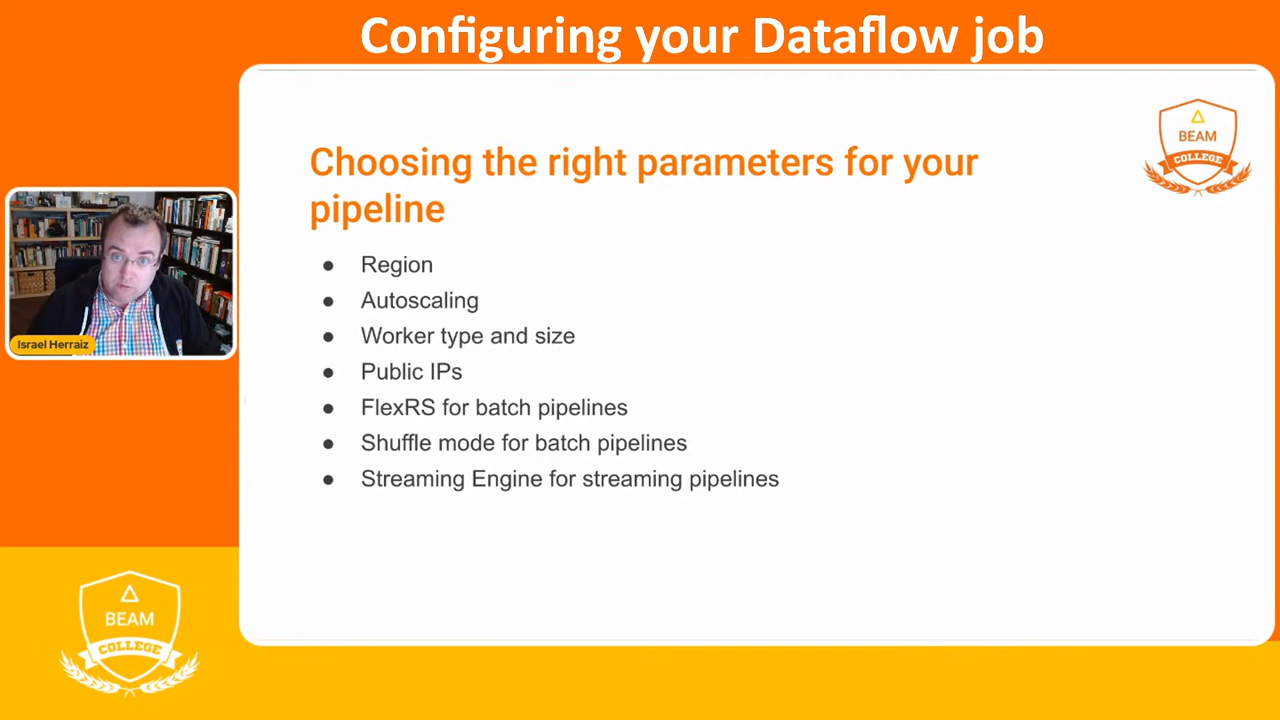 Configuring your Dataflow job
Choosing the right parameters for your
pipeline
BEAM
COLLEGE
● Region
● Autoscaling
● Worker type and size
● Public IPs
● FlexRS for batch pipelines
● Shuffle mode for batch pipelines
● Streaming Engine for streaming pipelines
Israel Herraiz
BEAM
COLLEGE